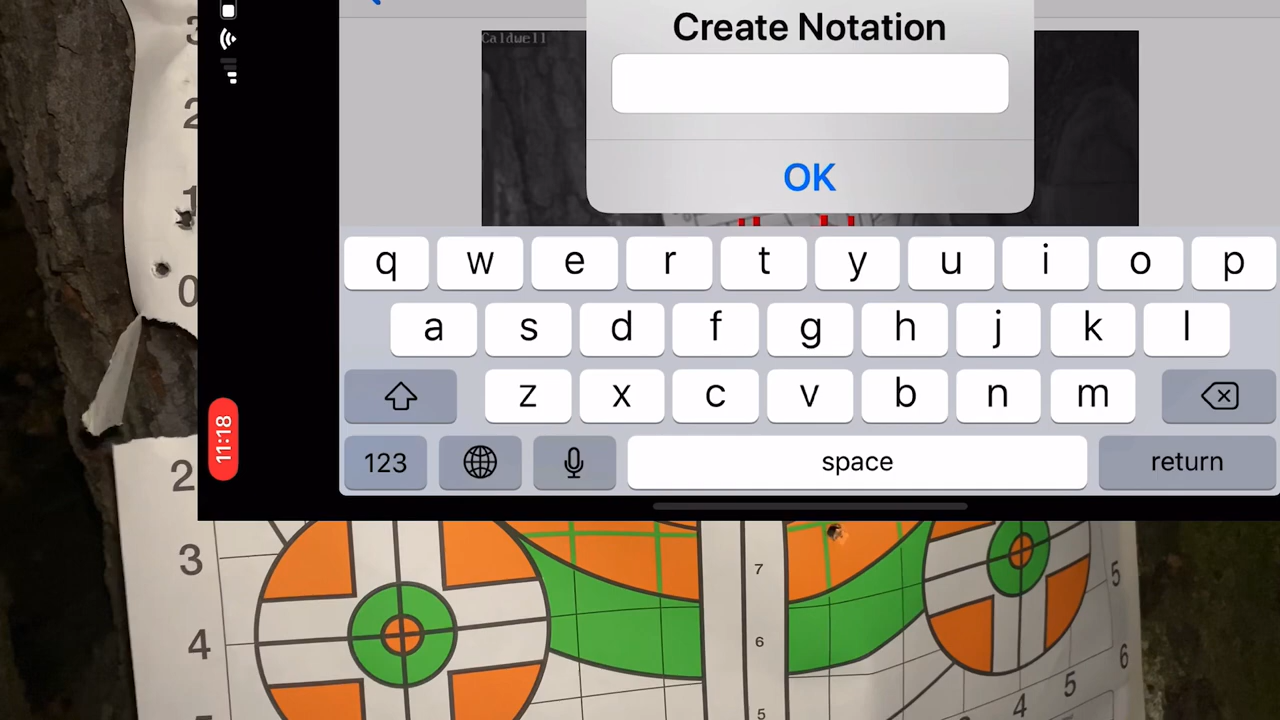 3
2
1
0
Caldwell
Create Notation
OK
q w e r t y u i o p
a s d f g h j k l
z x c v b n m
123 space return
11:18
2
3
4
7
6
5
5
6
5
4